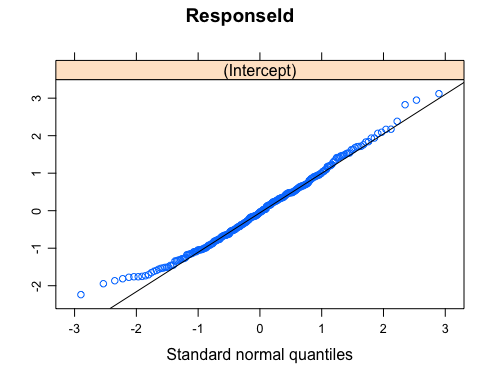 ResponseId
(Intercept)
3
2
1
0
-1
-2
-3 -2 -1 0 1 2 3
Standard normal quantiles